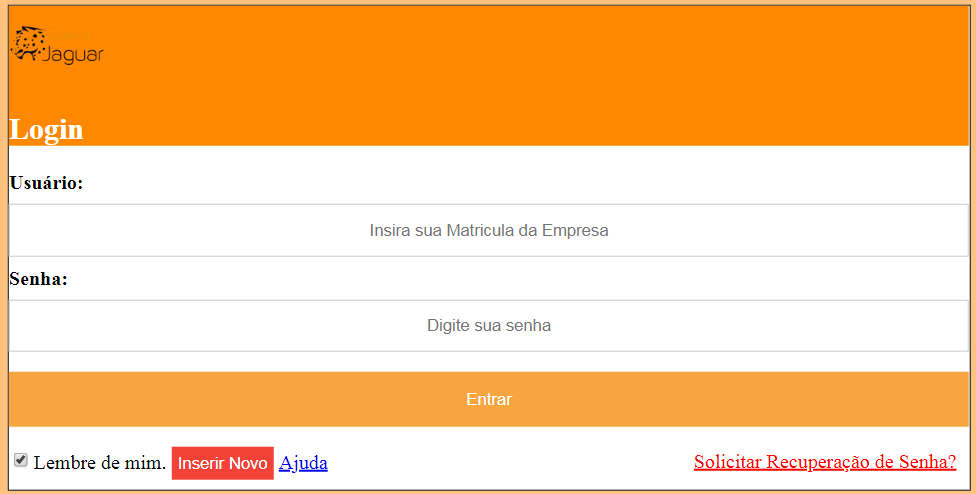 Jaguar
Login
Usuário:
Insira sua Matricula da Empresa
Senha:
Digite sua senha
Entrar
Lembre de mim. Inserir Novo Ajuda Solicitar Recuperação de Senha?